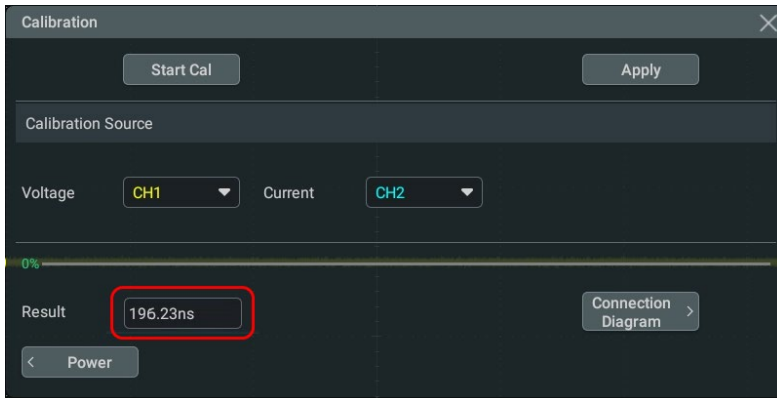 Calibration
Start Cal
Apply
Calibration Source
Voltage
CH1
Current
CH2
0%
Result
196.23ns
Connection
Diagram
Power